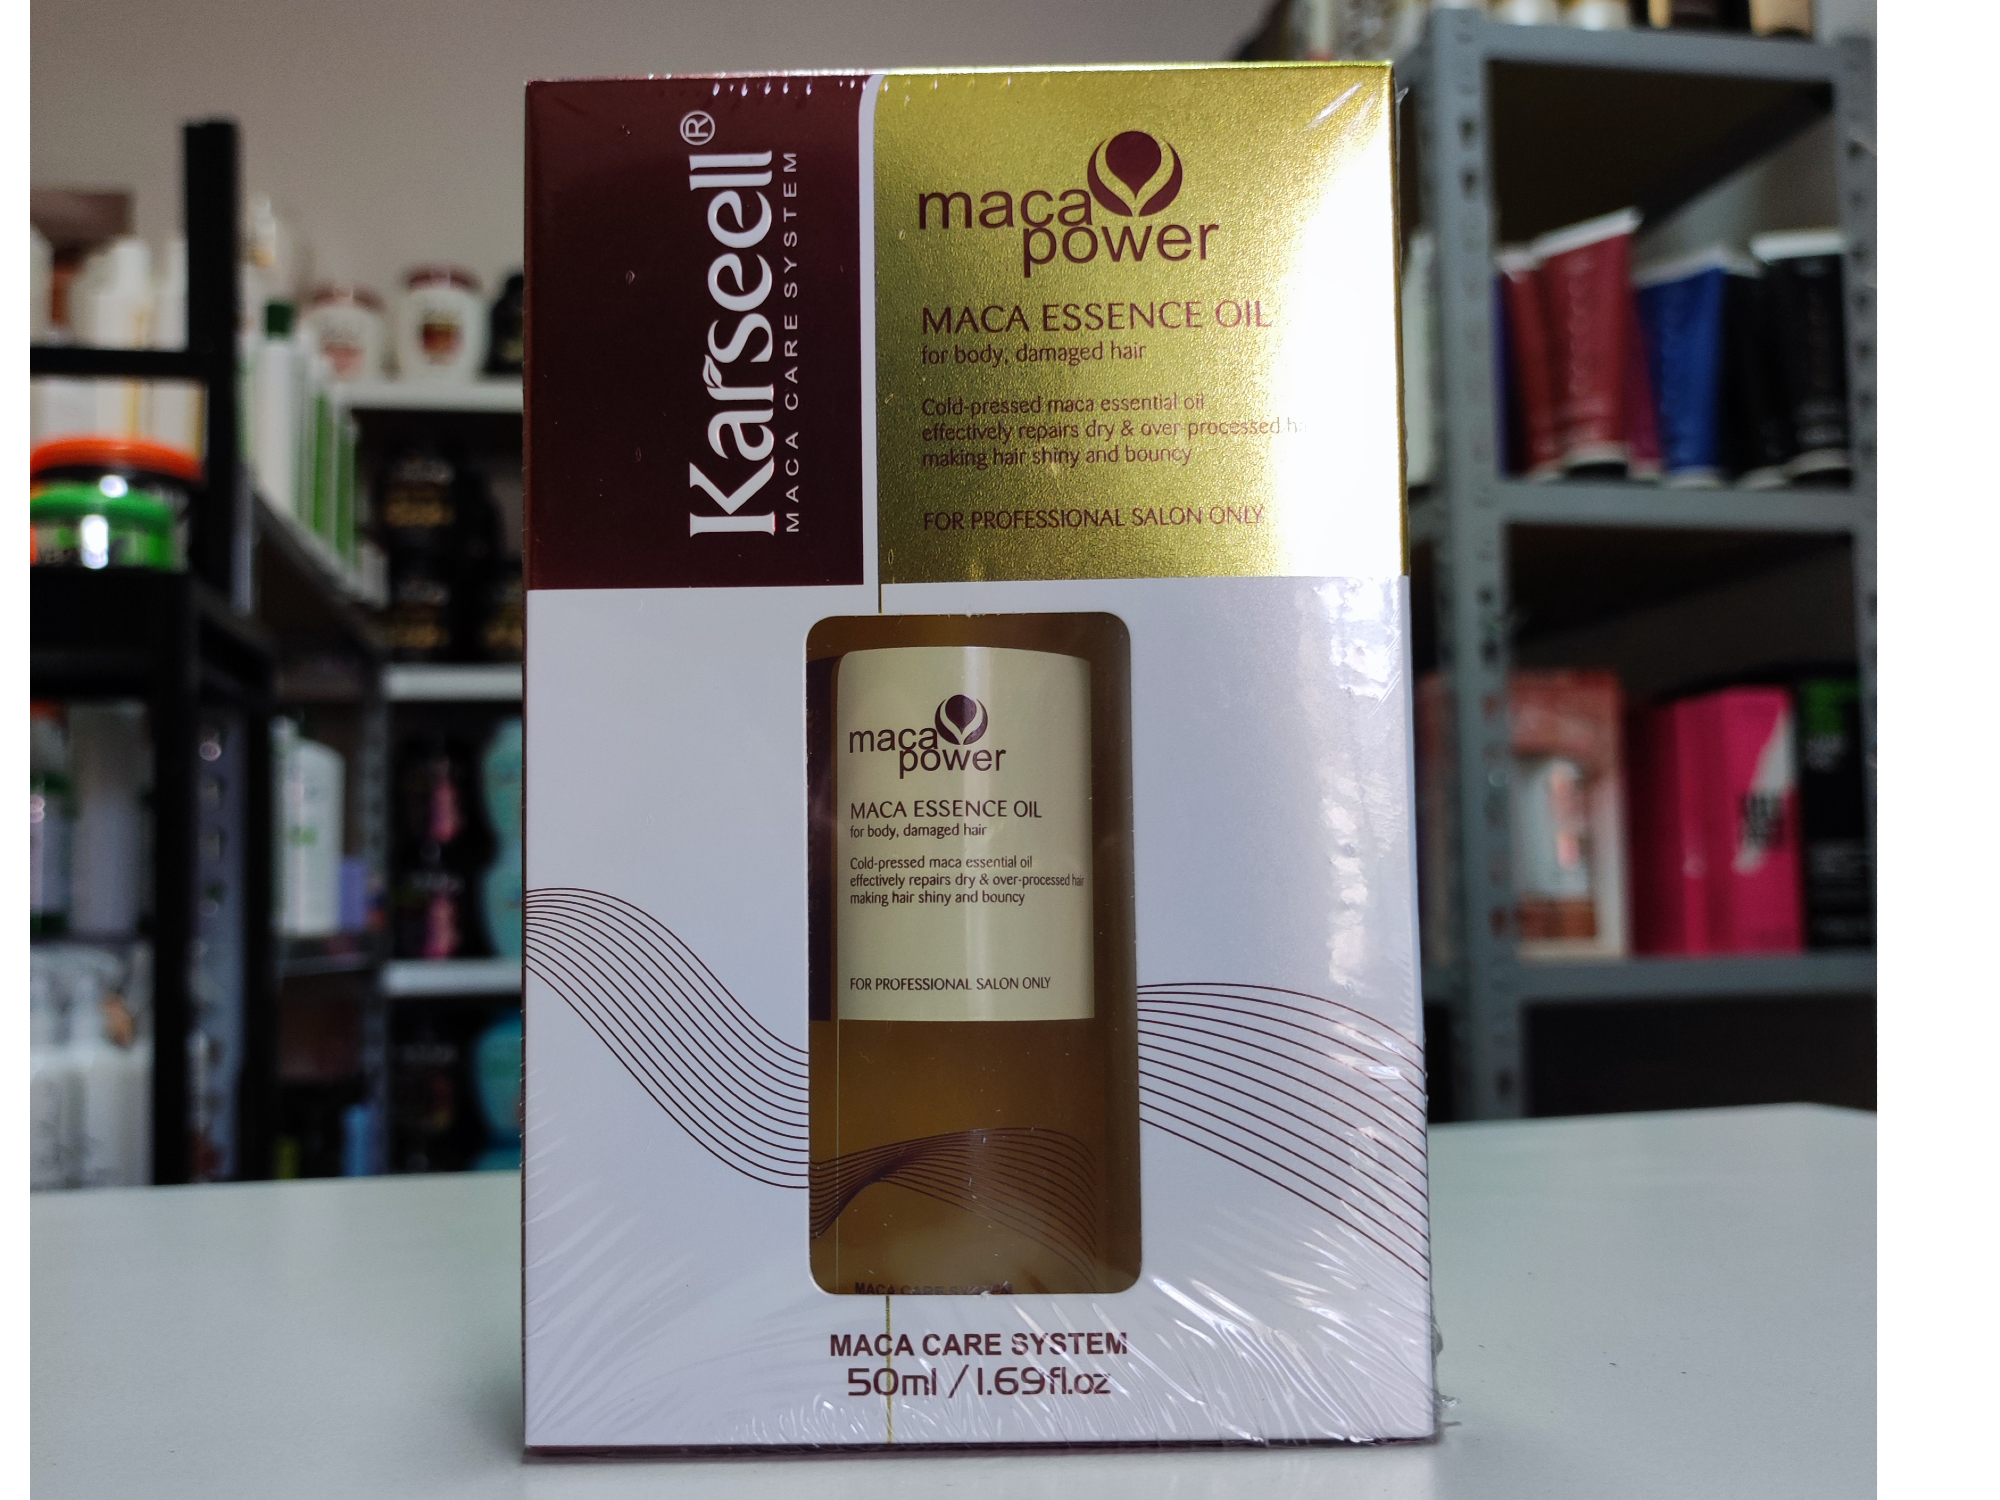 Karseell®
MACA CARE SYSTEM
maca
power
MACA ESSENCE OIL
for body, damaged hair
Cold-pressed maca essential oil
effectively repairs dry & over-processed
making hair shiny and bouncy
FOR PROFESSIONAL SALON ONLY
maca
power
MACA ESSENCE OIL
for body, damaged hair
Cold-pressed maca essential oil
effectively repairs dry & over-processed hair
making hair shiny and bouncy
FOR PROFESSIONAL SALON ONLY
MACA CARE SYSTEM
MACA CARE SYSTEM
50ml / 1.69fl.oz